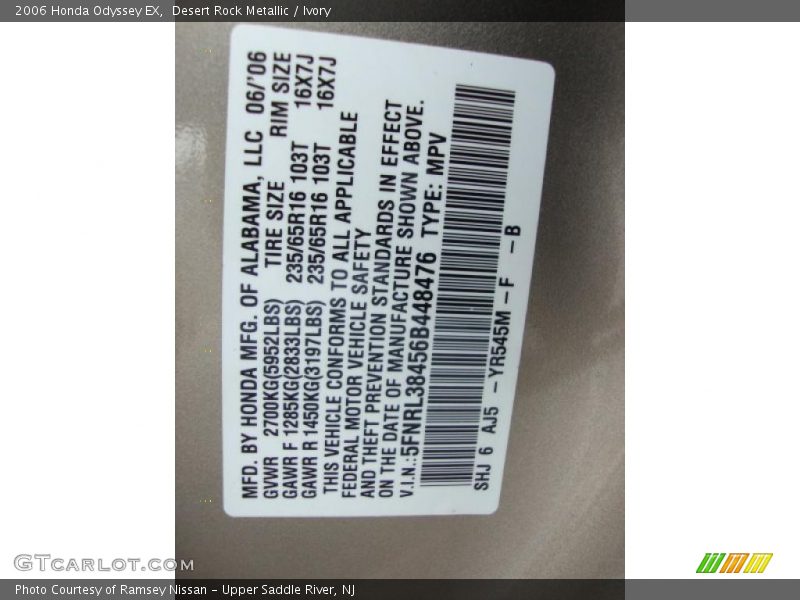 2006 Honda Odyssey EX,  Desert Rock Metallic / Ivory
MFD. BY HONDA MFG. OF ALABAMA, LLC 06/'06
GVWR 2700KG(5952LBS) TIRE SIZE RIM SIZE
GAWR F 1285KG(2833LBS) 235/65R16 103T 16X7J
GAWR R 1450KG(3197LBS) 235/65R16 103T 16X7J
THIS VEHICLE CONFORMS TO ALL APPLICABLE
FEDERAL MOTOR VEHICLE SAFETY
AND THEFT PREVENTION STANDARDS IN EFFECT
ON THE DATE OF MANUFACTURE SHOWN ABOVE.
V.I.N.:5FNRL38456B448476 TYPE: MPV
SHJ 6 AJ5 - YR545M - F - B
GTcarlot.com
Photo Courtesy of Ramsey Nissan - Upper Saddle River, NJ